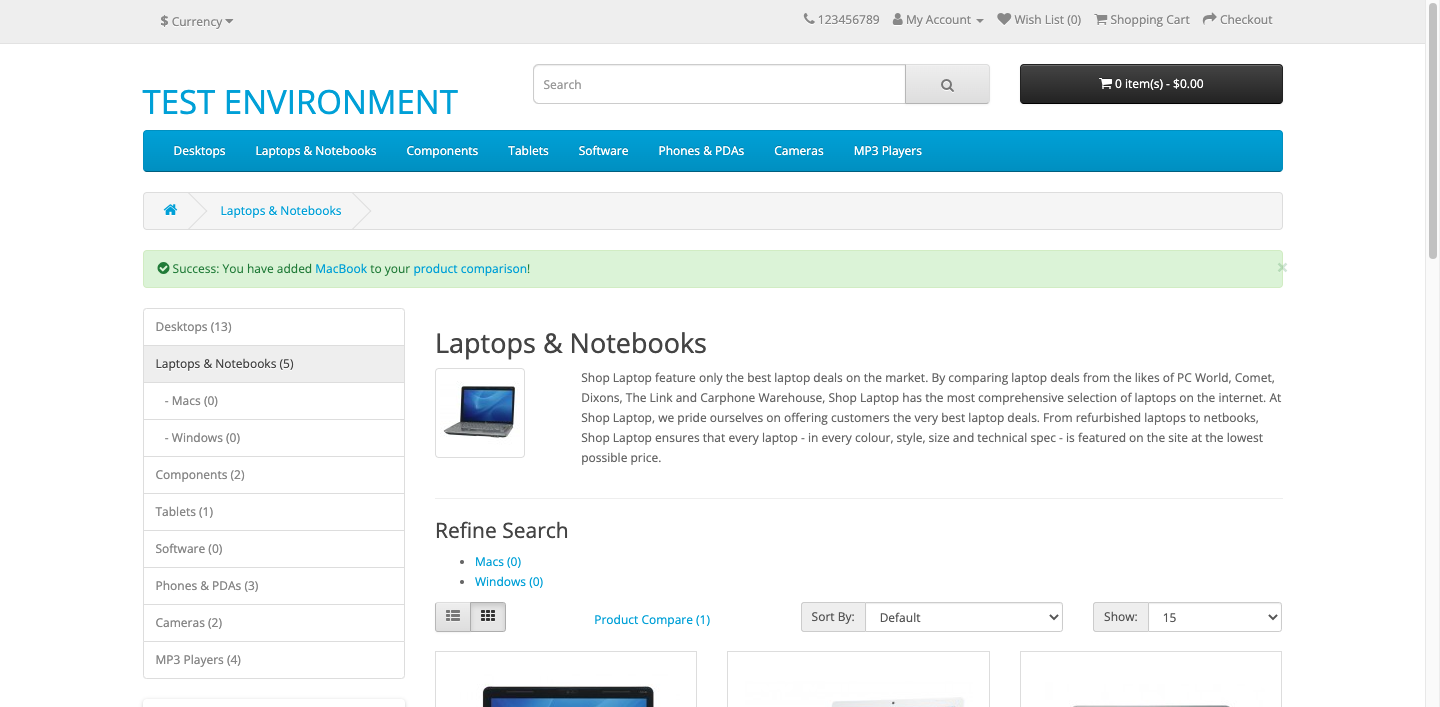 $ Currency
123456789 My Account Wish List (0) Shopping Cart Checkout
TEST ENVIRONMENT
Search
0 item(s) - $0.00
Desktops Laptops & Notebooks Components Tablets Software Phones & PDAs Cameras MP3 Players
Laptops & Notebooks
Success: You have added MacBook to your product comparison!
×
Desktops (13)
Laptops & Notebooks (5)
- Macs (0)
- Windows (0)
Components (2)
Tablets (1)
Software (0)
Phones & PDAs (3)
Cameras (2)
MP3 Players (4)
Laptops & Notebooks
Shop Laptop feature only the best laptop deals on the market. By comparing laptop deals from the likes of PC World, Comet,
Dixons, The Link and Carphone Warehouse, Shop Laptop has the most comprehensive selection of laptops on the internet. At
Shop Laptop, we pride ourselves on offering customers the very best laptop deals. From refurbished laptops to netbooks,
Shop Laptop ensures that every laptop - in every colour, style, size and technical spec - is featured on the site at the lowest
possible price.
Refine Search
Macs (0)
Windows (0)
Product Compare (1)
Sort By: Default
Show: 15